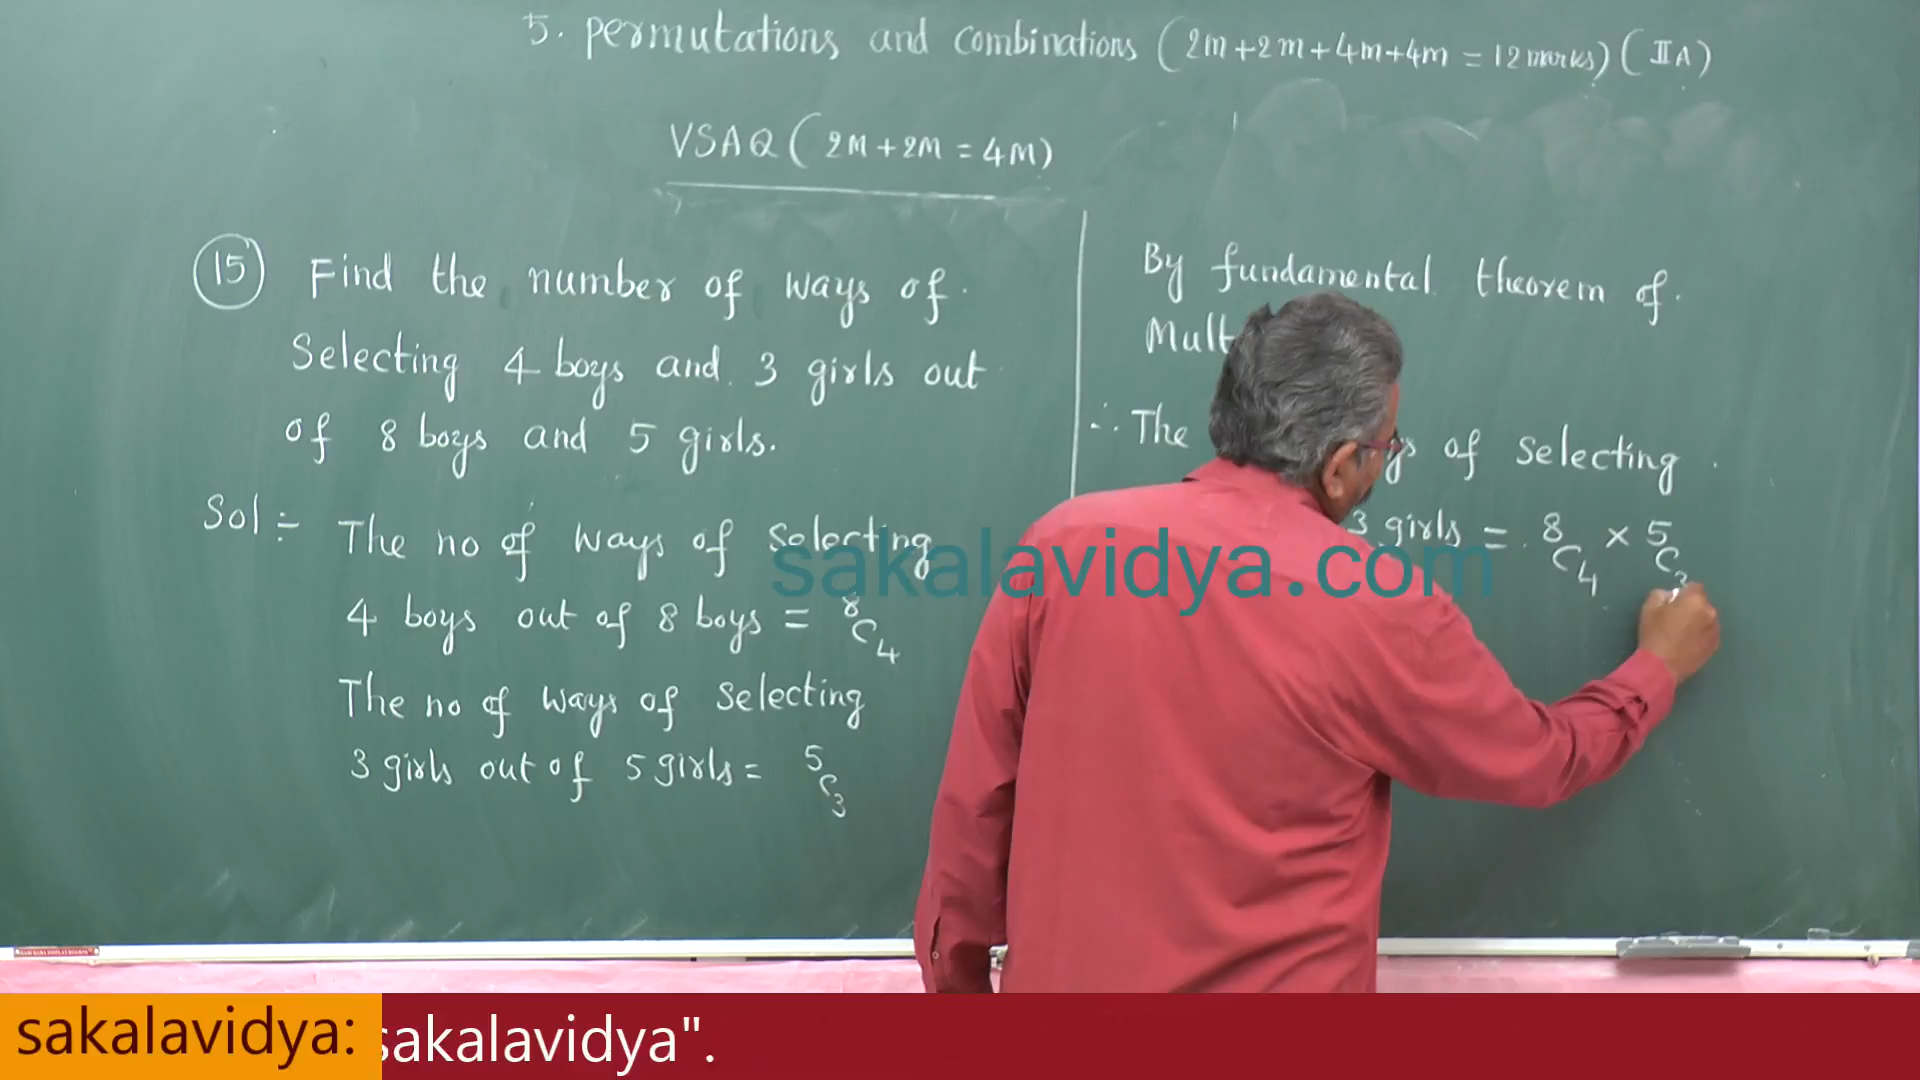 5. permutations and combinations (2m+2m+4m+4m = 12 marks) (IIA)
VSAQ (2M+2M = 4M)
15 Find the number of ways of
Selecting 4 boys and 3 girls out
of 8 boys and 5 girls.
Sol:- The no of ways of Selecting
4 boys out of 8 boys = ⁸C₄
The no of ways of Selecting
3 girls out of 5 girls = ⁵C₃
By fundamental theorem of
Mult
∴ The of selecting
3 girls = ⁸C₄ × ⁵C₃
sakalavidya.com
sakalavidya: sakalavidya".